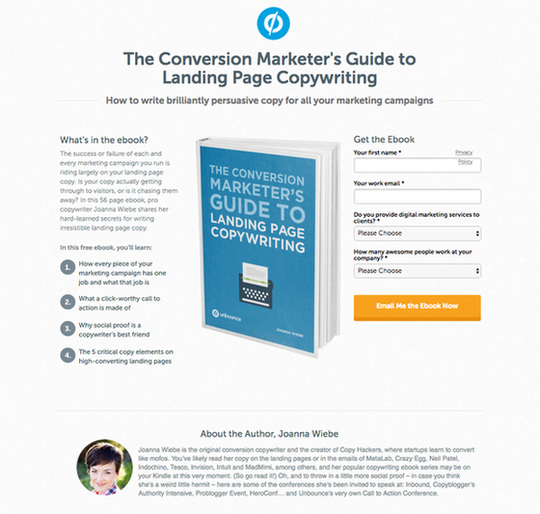 The Conversion Marketer's Guide to
Landing Page Copywriting
How to write brilliantly persuasive copy for all your marketing campaigns
What's in the ebook?
The success or failure of each and
every marketing campaign you run is
riding largely on your landing page
copy. Is your copy actually getting
through to visitors, or is it chasing them
away? In this 56 page ebook, pro
copywriter Joanna Wiebe shares her
hard-learned secrets for writing
irresistible landing page copy.
In this free ebook, you'll learn:
1. How every piece of your
marketing campaign has one
job and what that job is
2. What a click-worthy call to
action is made of
3. Why social proof is a
copywriter's best friend
4. The 5 critical copy elements on
high-converting landing pages
THE CONVERSION
MARKETER'S
GUIDE TO
LANDING PAGE
COPYWRITING
unbounce
JOANNA WIEBE
Get the Ebook
Your first name *
Privacy
Policy
Your work email *
Do you provide digital marketing services to
clients? *
Please Choose
How many awesome people work at your
company? *
Please Choose
Email Me the Ebook Now
About the Author, Joanna Wiebe
Joanna Wiebe is the original conversion copywriter and the creator of Copy Hackers, where startups learn to convert
like mofos. You've likely read her copy on the landing pages or in the emails of MetaLab, Crazy Egg, Neil Patel,
Indochino, Tesco, Invision, Intuit and MadMimi, among others, and her popular copywriting ebook series may be on
your Kindle at this very moment. (So go read it!) Oh, and to throw in a little more social proof – in case you think
she's a weird little hermit – here are some of the conferences she's been invited to speak at: Inbound, Copyblogger's
Authority Intensive, Problogger Event, HeroConf.... and Unbounce's very own Call to Action Conference.